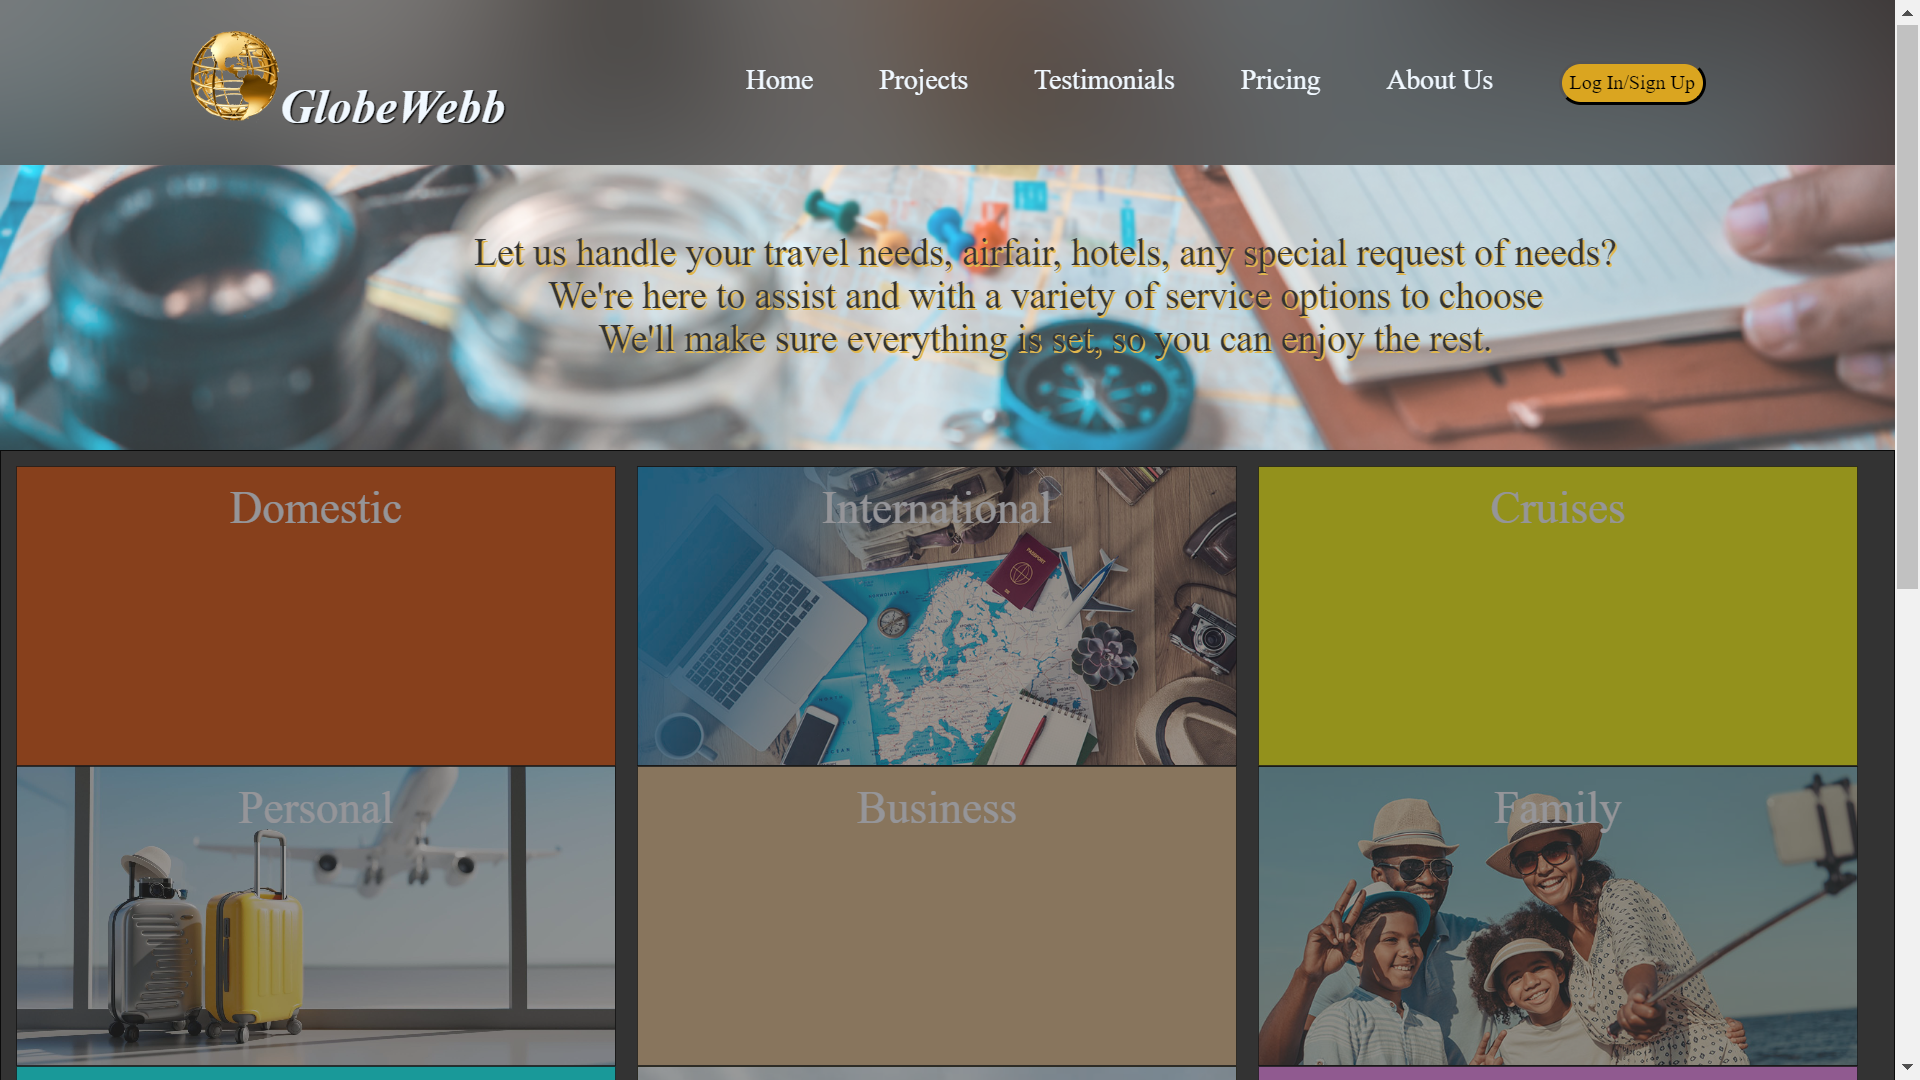 GlobeWebb
Home
Projects
Testimonials
Pricing
About Us
Log In/Sign Up
Let us handle your travel needs, airfair, hotels, any special request of needs?
We're here to assist and with a variety of service options to choose
We'll make sure everything is set, so you can enjoy the rest.
Domestic
International
Cruises
PASSPORT
Personal
Business
Family